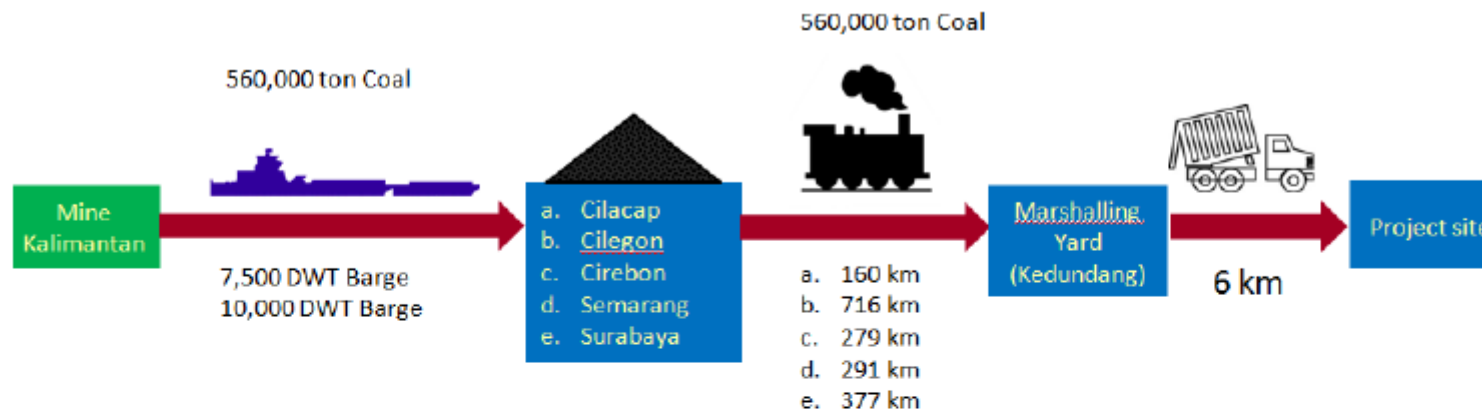 560,000 ton Coal
560,000 ton Coal
Mine
Kalimantan
7,500 DWT Barge
10,000 DWT Barge
a. Cilacap
b. Cilegon
c. Cirebon
d. Semarang
e. Surabaya
a. 160 km
b. 716 km
c. 279 km
d. 291 km
e. 377 km
Marshalling
Yard
(Kedundang)
6 km
Project site